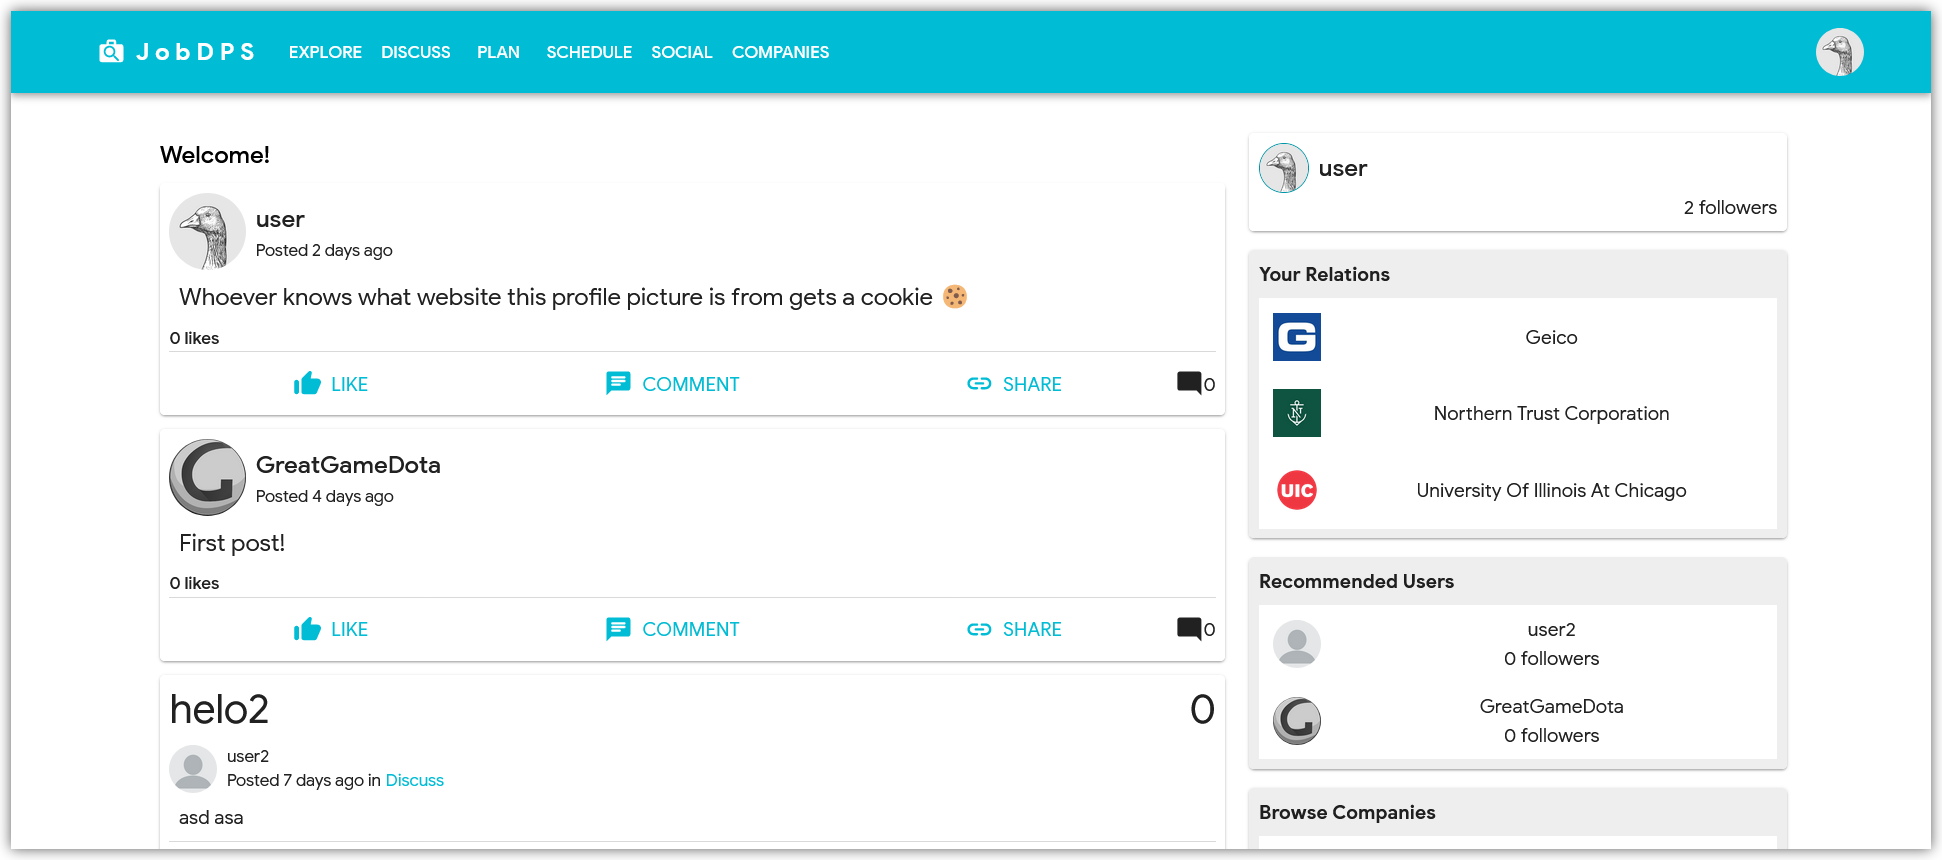 JobDPS EXPLORE DISCUSS PLAN SCHEDULE SOCIAL COMPANIES
Welcome!
user
Posted 2 days ago
Whoever knows what website this profile picture is from gets a cookie 🍪
0 likes
LIKE COMMENT SHARE 0
GreatGameDota
Posted 4 days ago
First post!
0 likes
LIKE COMMENT SHARE 0
helo2 0
user2
Posted 7 days ago in Discuss
asd asa
user
2 followers
Your Relations
G Geico
NT Northern Trust Corporation
UIC University Of Illinois At Chicago
Recommended Users
user2
0 followers
GreatGameDota
0 followers
Browse Companies